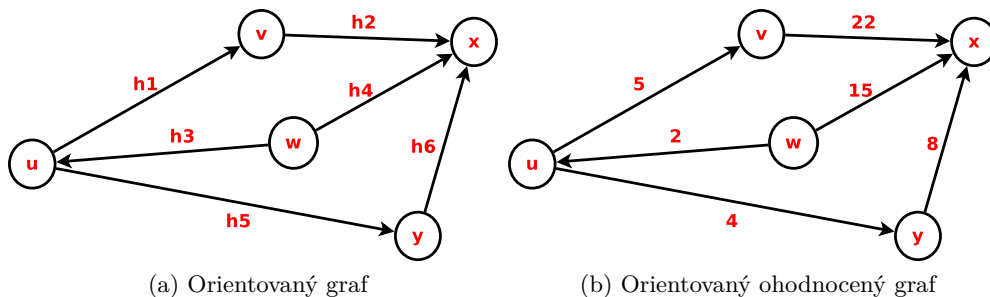 v
h2
x
h1
h4
h3
w
u
h6
h5
y
(a) Orientovaný graf
v
22
x
5
15
2
w
u
8
4
y
(b) Orientovaný ohodnocený graf